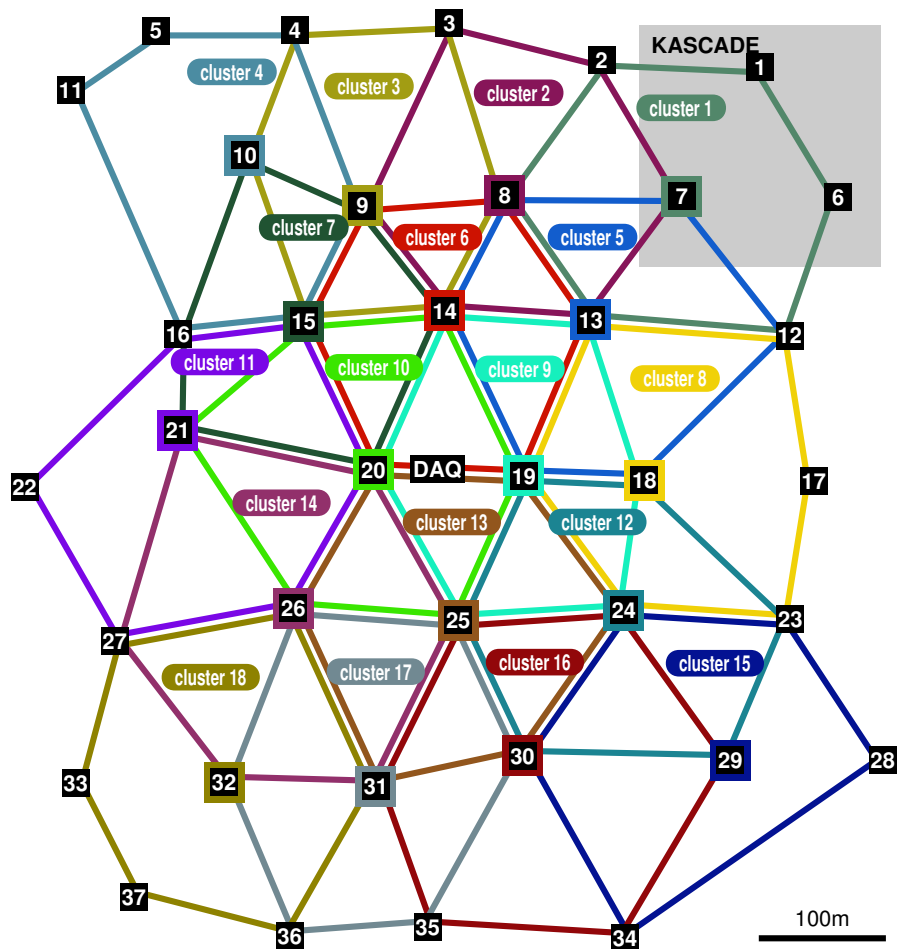 3
4
5
2
KASCADE
1
cluster 4
cluster 3
cluster 2
11
cluster 1
10
8
7
6
9
cluster 7
cluster 6
cluster 5
14
15
13
16
12
cluster 11
cluster 10
cluster 9
cluster 8
21
20
DAQ
19
18
17
22
cluster 14
cluster 13
cluster 12
26
25
24
23
27
cluster 18
cluster 17
cluster 16
cluster 15
30
29
28
33
32
31
37
36
35
34
100m